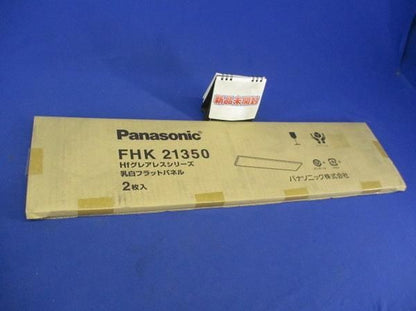 新品未開封
Panasonic
FHK 21350
Hfグレアレスシリーズ
乳白フラットパネル
2枚入
パナソニック株式会社